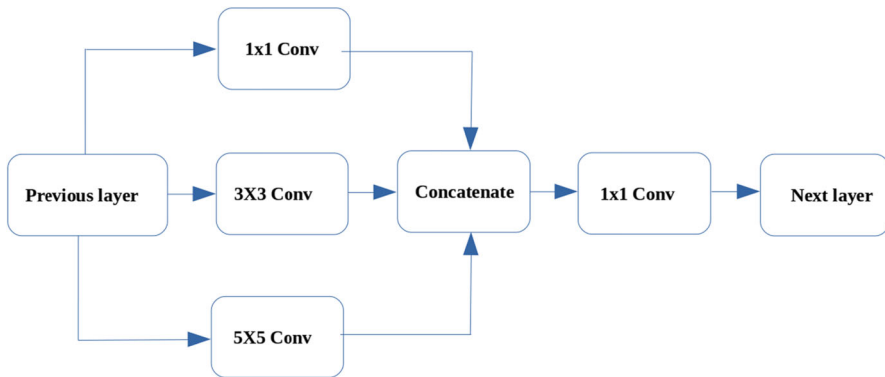 1x1 Conv
Previous layer
3X3 Conv
Concatenate
1x1 Conv
Next layer
5X5 Conv